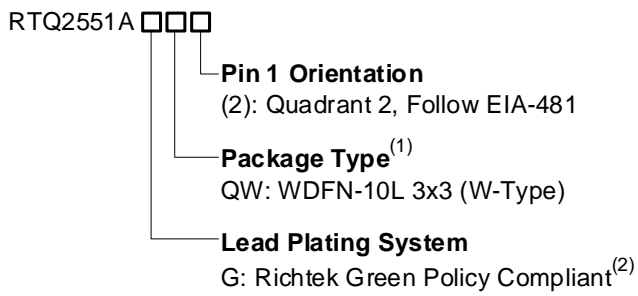 RTQ2551A □□□
Pin 1 Orientation
(2): Quadrant 2, Follow EIA-481
Package Type(1)
QW: WDFN-10L 3x3 (W-Type)
Lead Plating System
G: Richtek Green Policy Compliant(2)